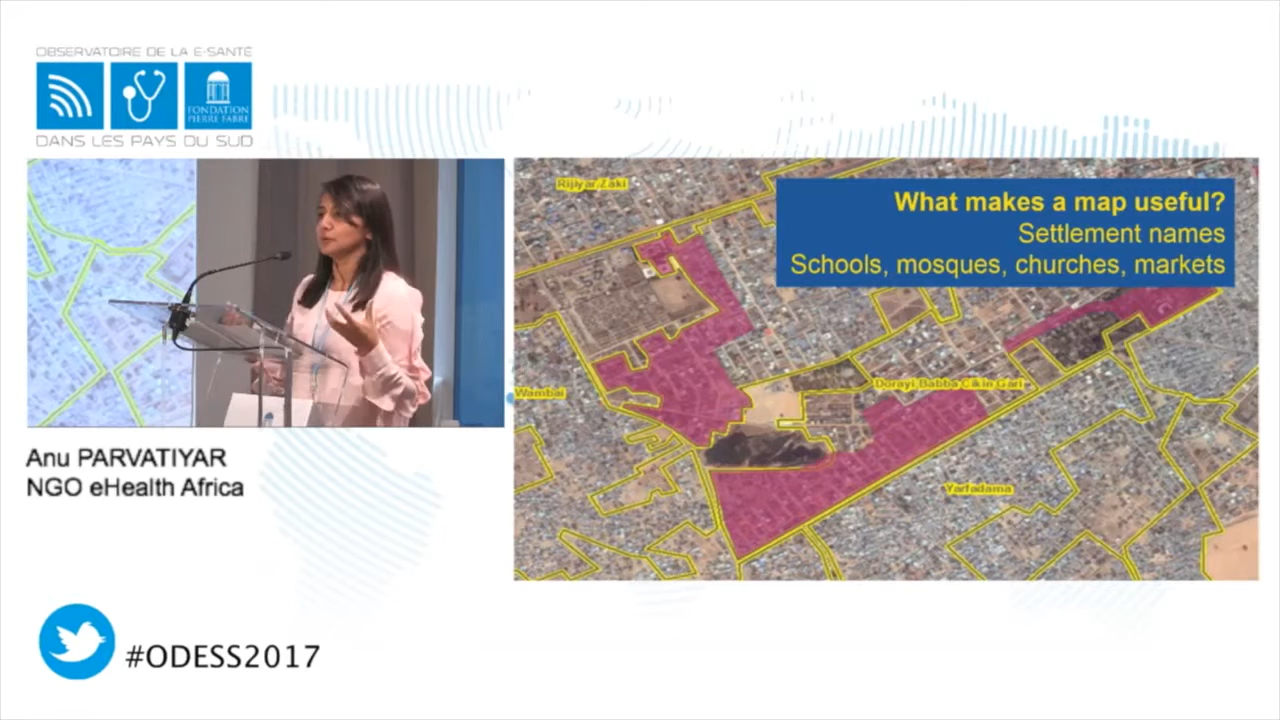 OBSERVATOIRE DE LA E-SANTÉ
FONDATION
PIERRE FABRE
DANS LES PAYS DU SUD
Rijiyar Zaki
What makes a map useful?
Settlement names
Schools, mosques, churches, markets
Wambai
Dorayi Babba Cikin Gari
Yarfadama
Anu PARVATIYAR
NGO eHealth Africa
#ODESS2017